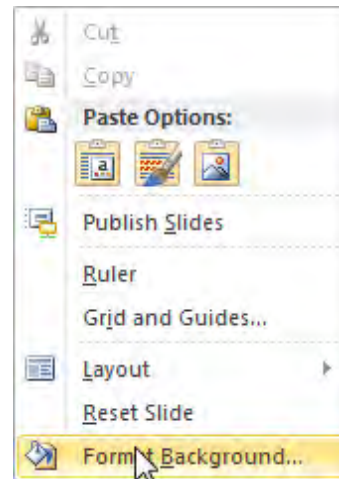 Cut
Copy
Paste Options:
a
Publish Slides
Ruler
Grid and Guides...
Layout
Reset Slide
Format Background...